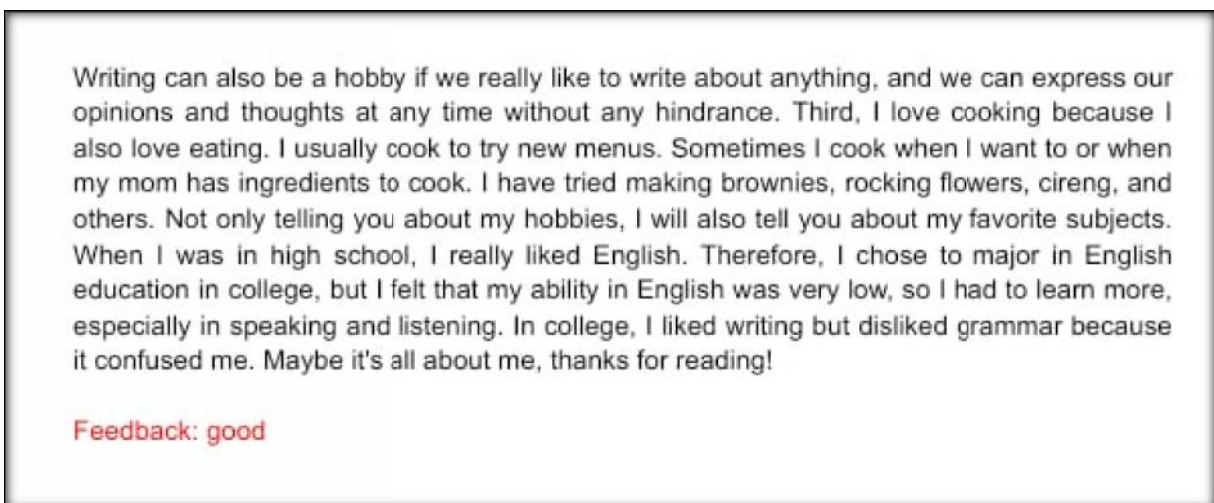 Writing can also be a hobby if we really like to write about anything, and we can express our
opinions and thoughts at any time without any hindrance. Third, I love cooking because I
also love eating. I usually cook to try new menus. Sometimes I cook when I want to or when
my mom has ingredients to cook. I have tried making brownies, rocking flowers, cireng, and
others. Not only telling you about my hobbies, I will also tell you about my favorite subjects.
When I was in high school, I really liked English. Therefore, I chose to major in English
education in college, but I felt that my ability in English was very low, so I had to learn more,
especially in speaking and listening. In college, I liked writing but disliked grammar because
it confused me. Maybe it's all about me, thanks for reading!
Feedback: good